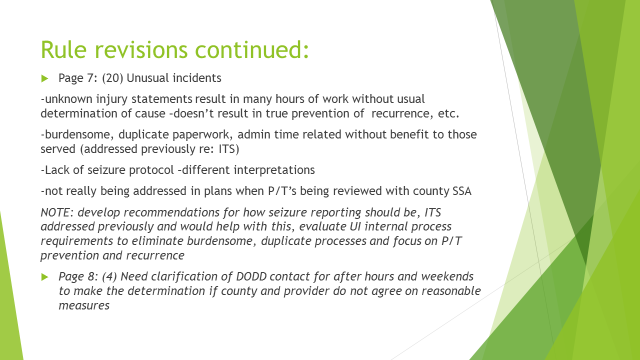 Rule revisions continued:
Page 7: (20) Unusual incidents
-unknown injury statements result in many hours of work without usual
determination of cause -doesn't result in true prevention of  recurrence, etc.
-burdensome, duplicate paperwork, admin time related without benefit to those
served (addressed previously re: ITS)
-Lack of seizure protocol -different interpretations
-not really being addressed in plans when P/T's being reviewed with county SSA
NOTE: develop recommendations for how seizure reporting should be, ITS
addressed previously and would help with this, evaluate UI internal process
requirements to eliminate burdensome, duplicate processes and focus on P/T
prevention and recurrence
Page 8: (4) Need clarification of DODD contact for after hours and weekends
to make the determination if county and provider do not agree on reasonable
measures